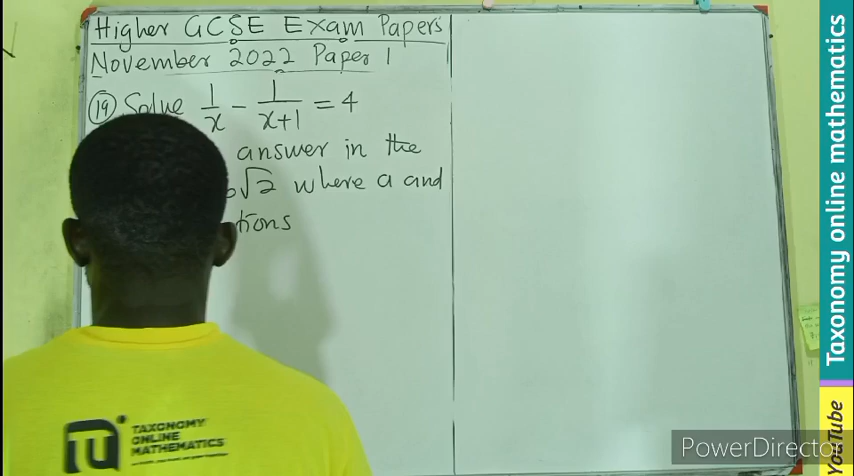 Higher GCSE Exam Papers
November 2022 Paper 1
(19) Solve 1/x - 1/(x+1) = 4
answer in the
√2 where a and
tions
TAXONOMY
ONLINE
MATHEMATICS
PowerDirector
Taxonomy online mathematics
YouTube